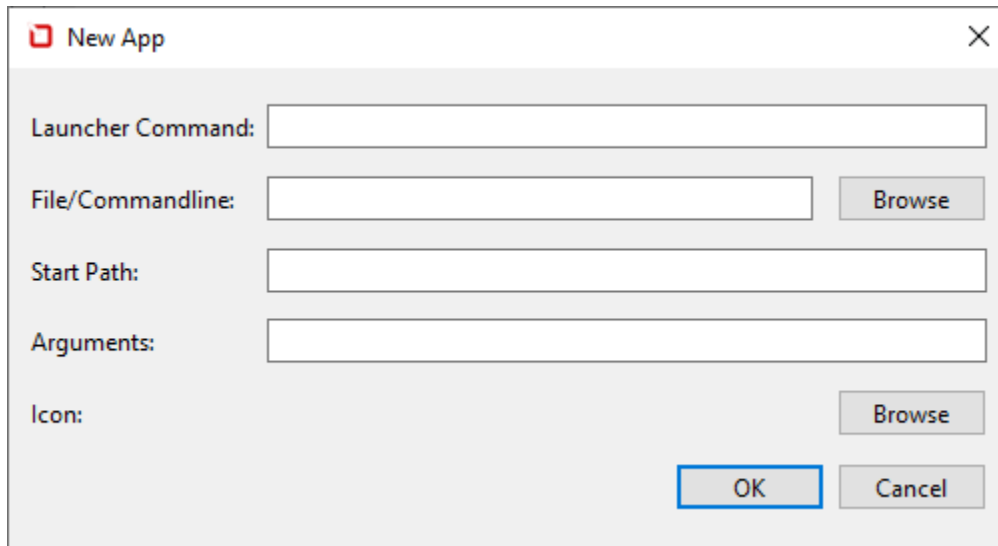 New App
Launcher Command:
File/Commandline:
Browse
Start Path:
Arguments:
Icon:
Browse
OK
Cancel